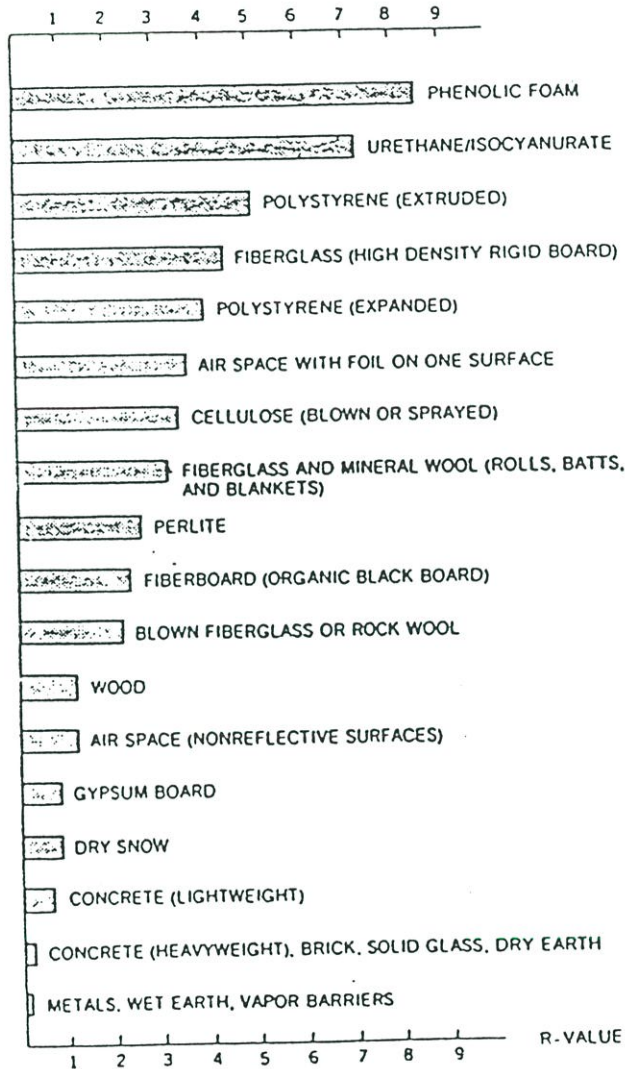 1 2 3 4 5 6 7 8 9
PHENOLIC FOAM
URETHANE/ISOCYANURATE
POLYSTYRENE (EXTRUDED)
FIBERGLASS (HIGH DENSITY RIGID BOARD)
POLYSTYRENE (EXPANDED)
AIR SPACE WITH FOIL ON ONE SURFACE
CELLULOSE (BLOWN OR SPRAYED)
FIBERGLASS AND MINERAL WOOL (ROLLS, BATTS,
AND BLANKETS)
PERLITE
FIBERBOARD (ORGANIC BLACK BOARD)
BLOWN FIBERGLASS OR ROCK WOOL
WOOD
AIR SPACE (NONREFLECTIVE SURFACES)
GYPSUM BOARD
DRY SNOW
CONCRETE (LIGHTWEIGHT)
CONCRETE (HEAVYWEIGHT), BRICK, SOLID GLASS, DRY EARTH
METALS, WET EARTH, VAPOR BARRIERS
R-VALUE
1 2 3 4 5 6 7 8 9